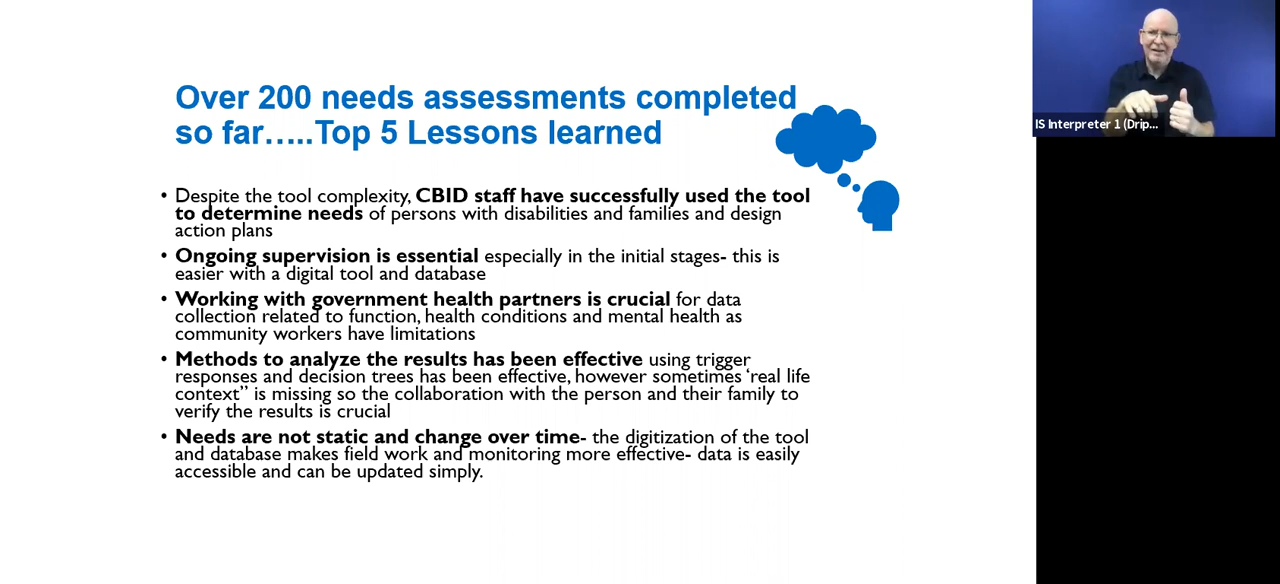 Over 200 needs assessments completed
so far…..Top 5 Lessons learned
• Despite the tool complexity, CBID staff have successfully used the tool
to determine needs of persons with disabilities and families and design
action plans
• Ongoing supervision is essential especially in the initial stages- this is
easier with a digital tool and database
• Working with government health partners is crucial for data
collection related to function, health conditions and mental health as
community workers have limitations
• Methods to analyze the results has been effective using trigger
responses and decision trees has been effective, however sometimes ‘real life
context” is missing so the collaboration with the person and their family to
verify the results is crucial
• Needs are not static and change over time- the digitization of the tool
and database makes field work and monitoring more effective- data is easily
accessible and can be updated simply.
IS Interpreter 1 (Drip...